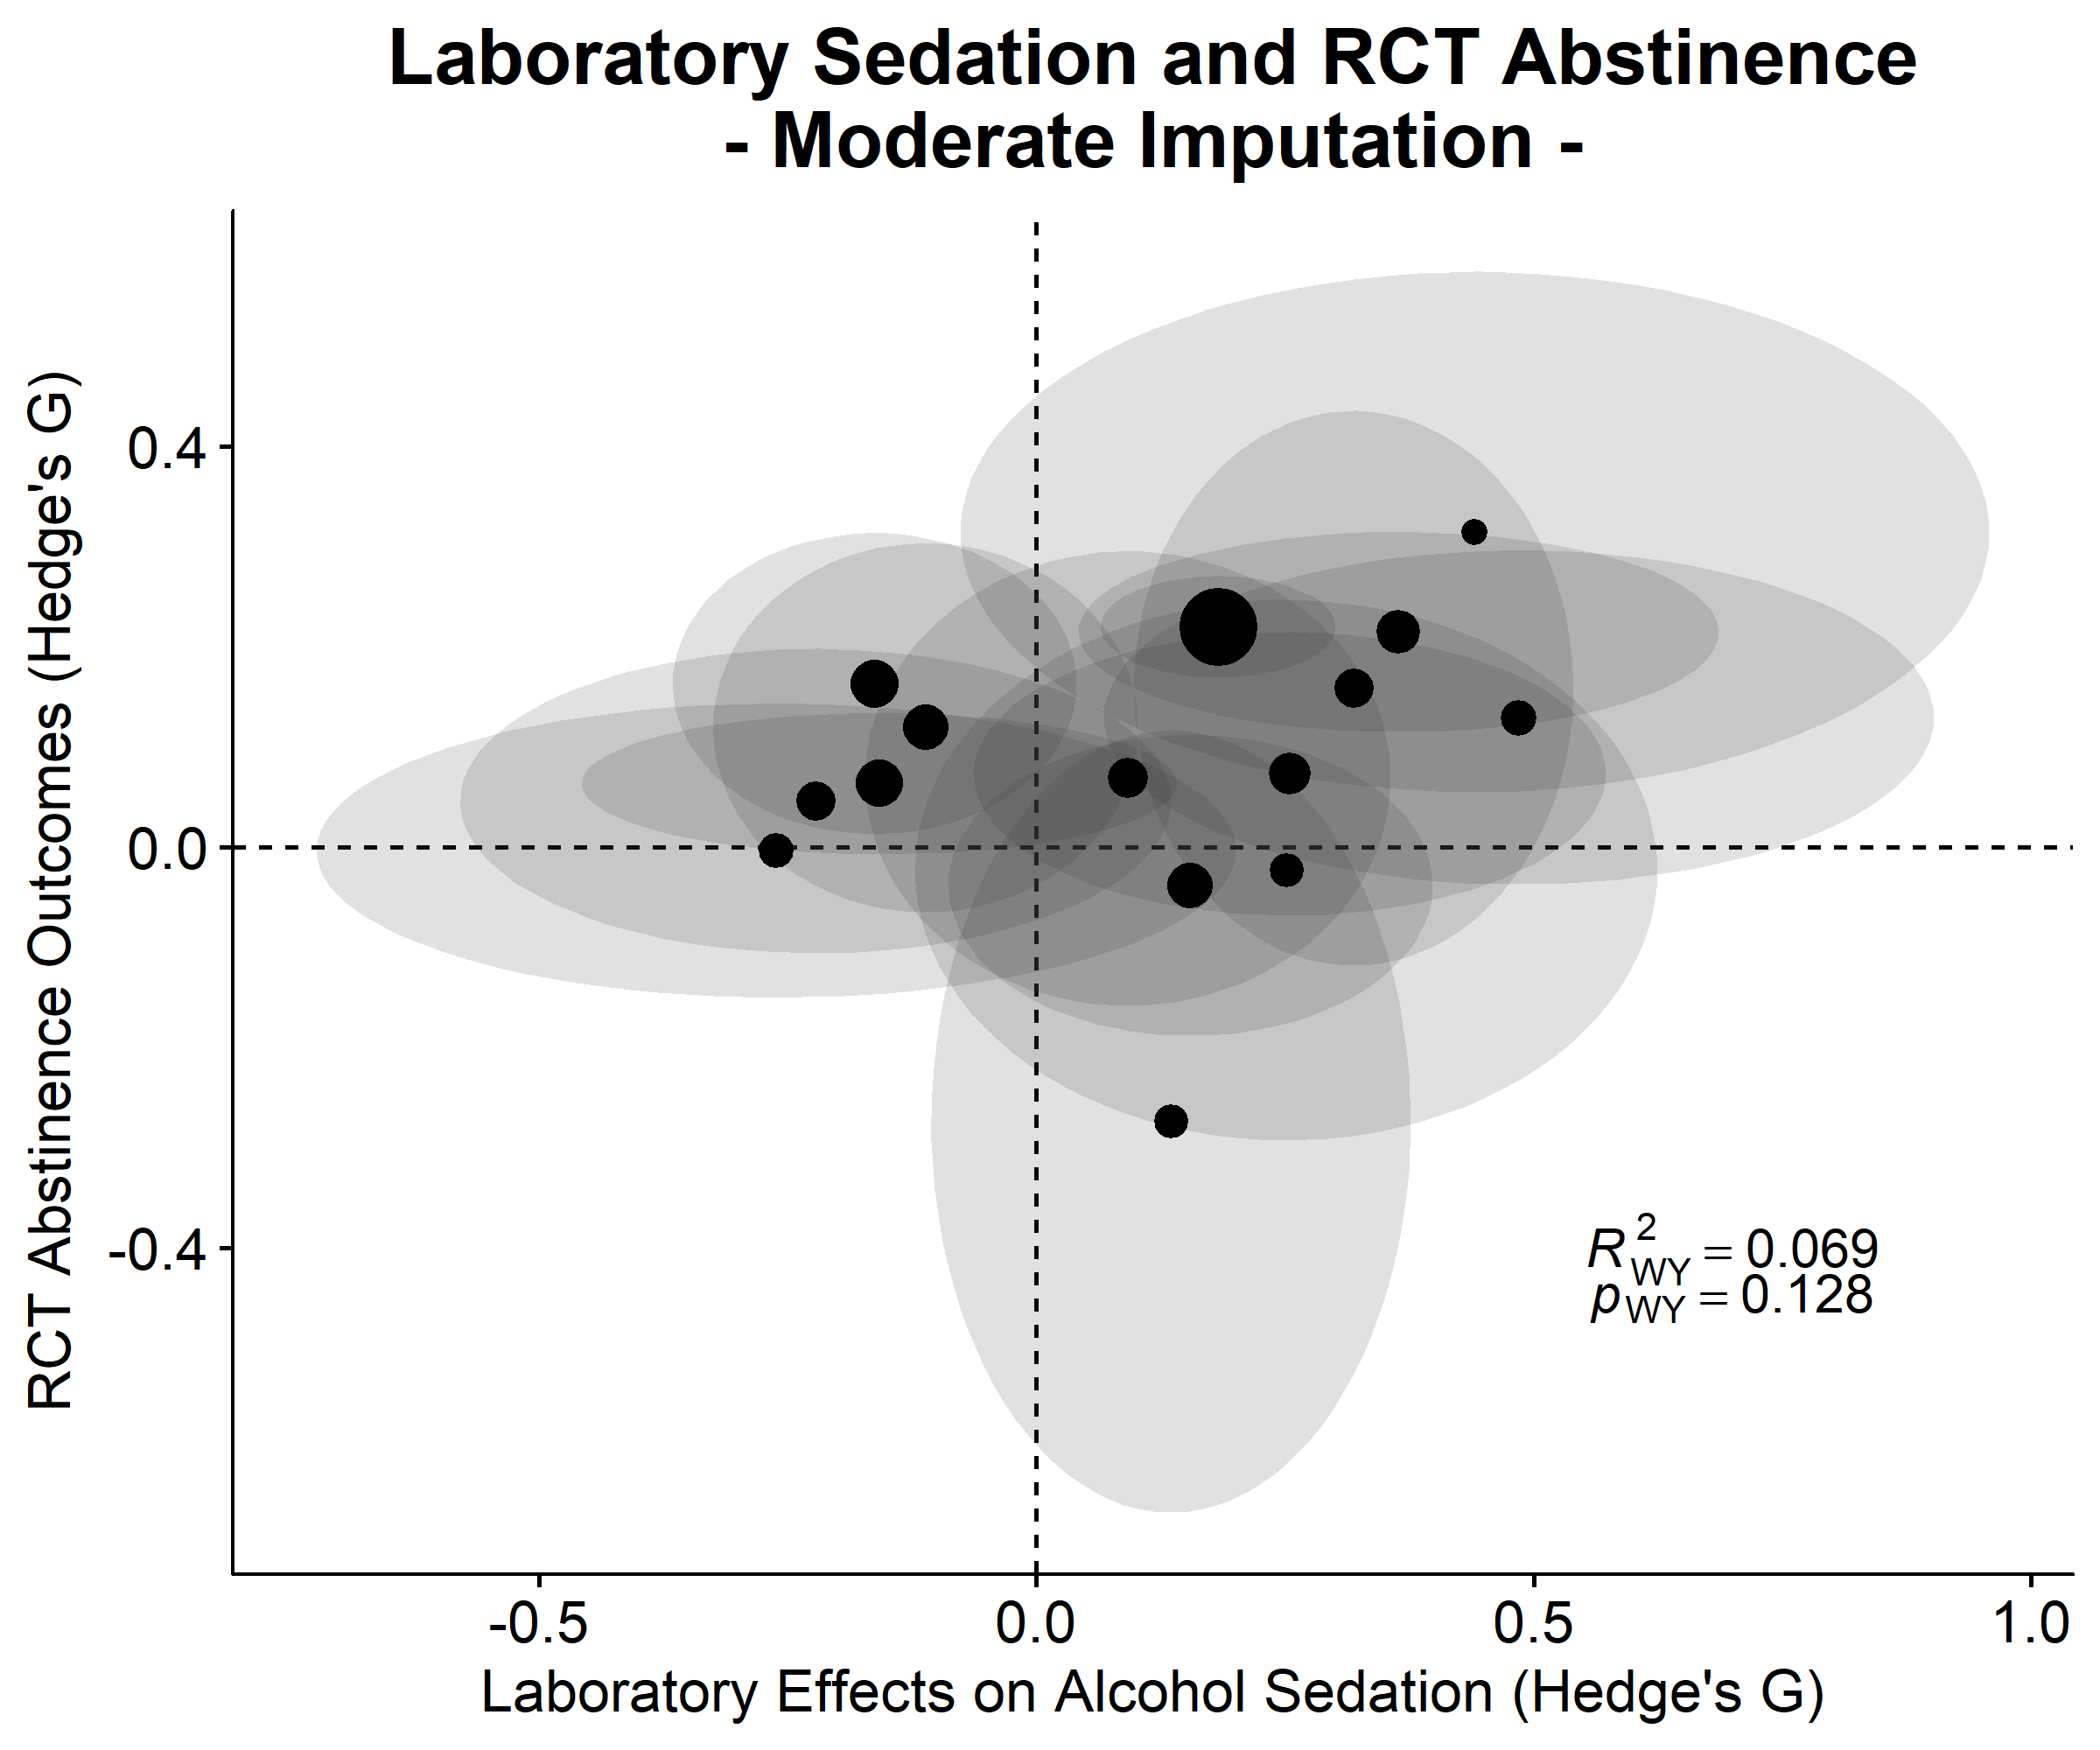 Laboratory Sedation and RCT Abstinence
- Moderate Imputation -
RCT Abstinence Outcomes (Hedge's G)
0.4
0.0
-0.4
R²WY = 0.069
pWY = 0.128
-0.5 0.0 0.5 1.0
Laboratory Effects on Alcohol Sedation (Hedge's G)